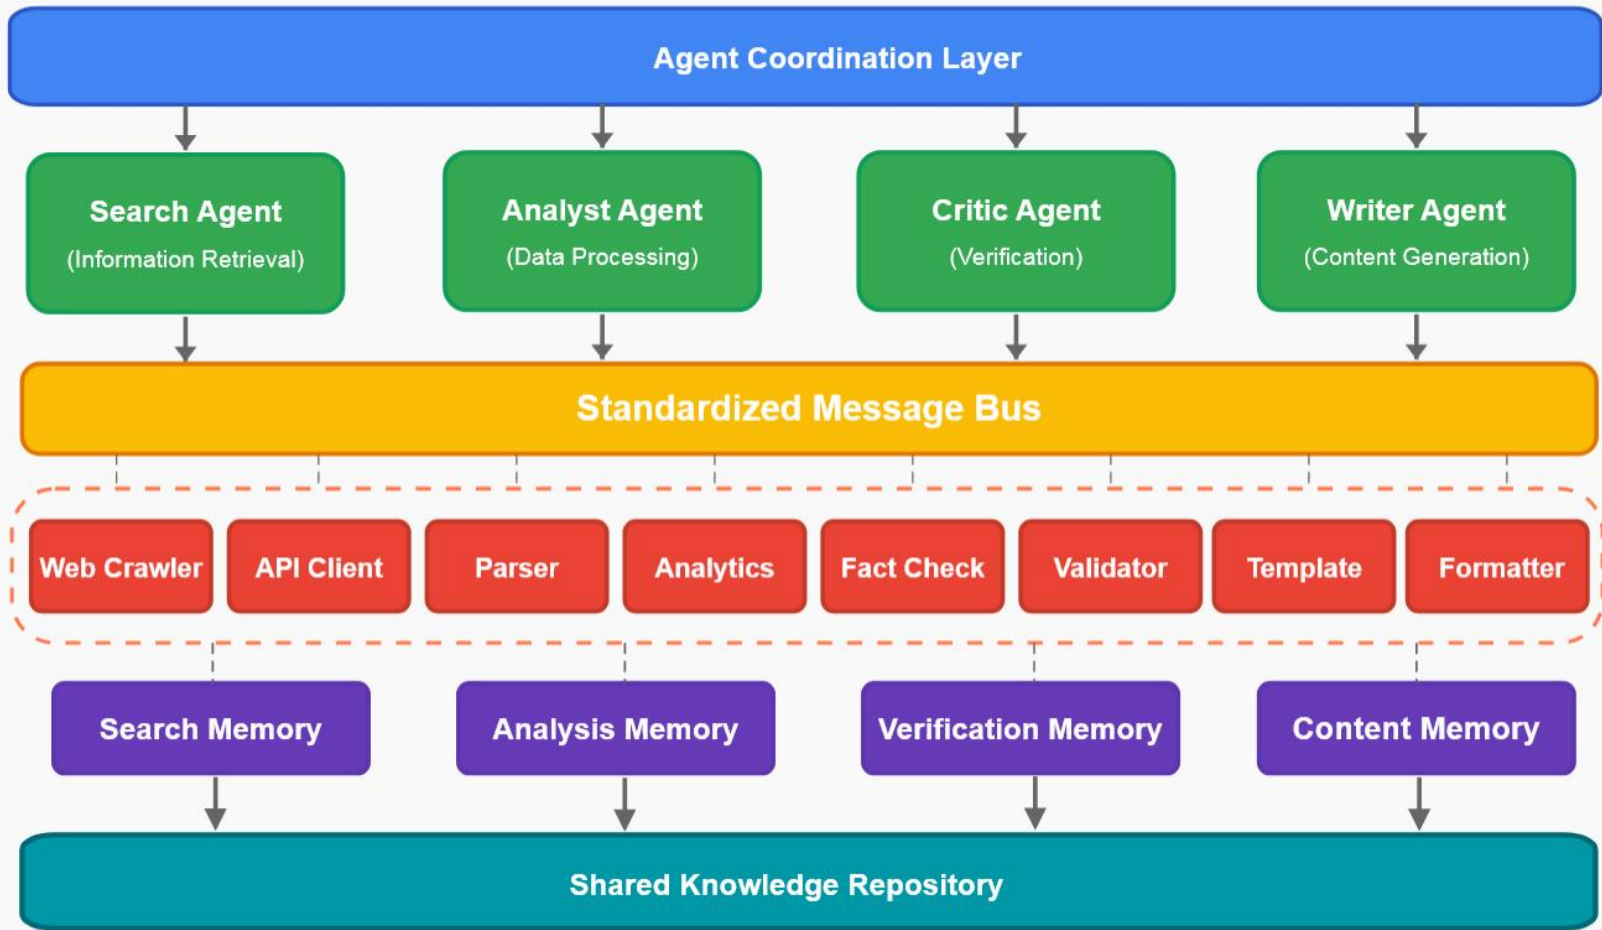 Agent Coordination Layer
Search Agent
(Information Retrieval)
Analyst Agent
(Data Processing)
Critic Agent
(Verification)
Writer Agent
(Content Generation)
Standardized Message Bus
Web Crawler
API Client
Parser
Analytics
Fact Check
Validator
Template
Formatter
Search Memory
Analysis Memory
Verification Memory
Content Memory
Shared Knowledge Repository